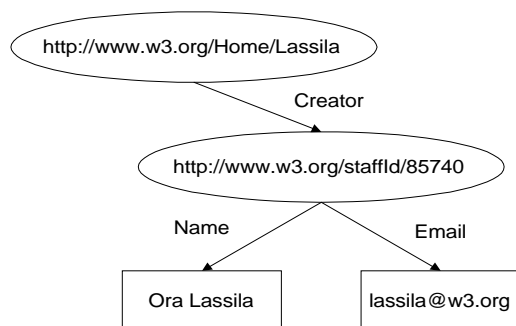 http://www.w3.org/Home/Lassila
Creator
http://www.w3.org/staffId/85740
Name
Email
Ora Lassila
lassila@w3.org